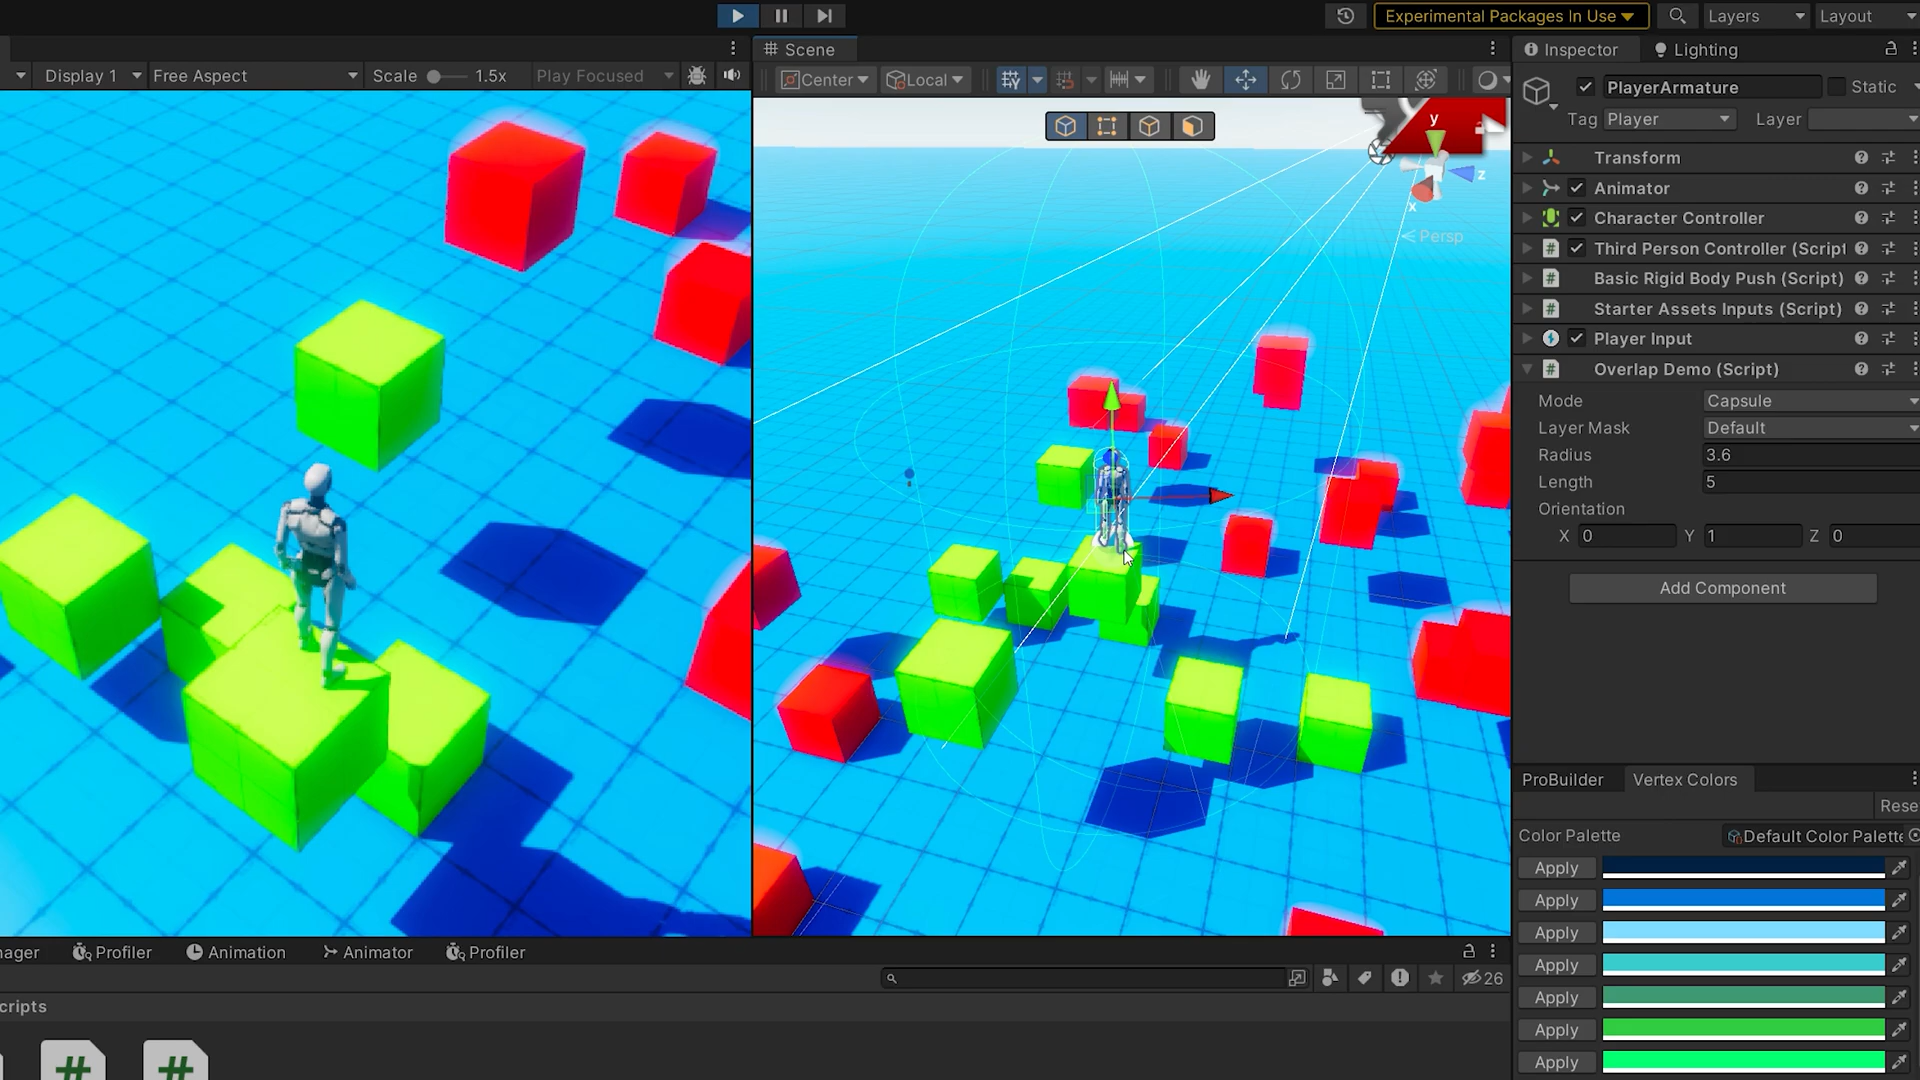 Experimental Packages In Use
Layers
Layout
Scene
Inspector
Lighting
Display 1
Free Aspect
Scale
1.5x
Play Focused
Center
Local
PlayerArmature
Static
Tag
Player
Layer
y
z
x
Persp
Transform
Animator
Character Controller
Third Person Controller (Script
Basic Rigid Body Push (Script)
Starter Assets Inputs (Script)
Player Input
Overlap Demo (Script)
Mode
Capsule
Layer Mask
Default
Radius
3.6
Length
5
Orientation
X 0
Y 1
Z 0
Add Component
ProBuilder
Vertex Colors
Rese
Color Palette
Default Color Palette
Apply
Apply
Apply
Apply
Apply
Apply
Apply
nager
Profiler
Animation
Animator
Profiler
26
cripts
#
#